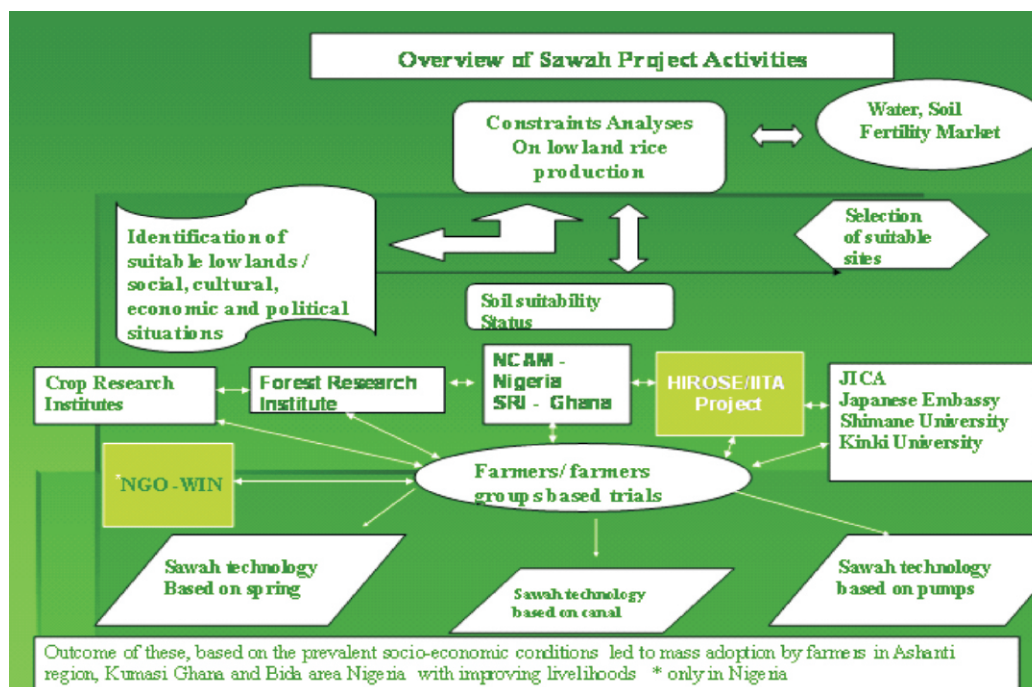 Overview of Sawah Project Activities
Constraints Analyses
On low land rice
production
Water, Soil
Fertility Market
Identification of
suitable low lands /
social, cultural,
economic and political
situations
Selection
of suitable
sites
Soil suitability
Status
Crop Research
Institutes
Forest Research
Institute
NCAM -
Nigeria
SRI - Ghana
HIROSE/IITA
Project
JICA
Japanese Embassy
Shimane University
Kinki University
NGO-WIN
Farmers/ farmers
groups based trials
Sawah technology
Based on spring
Sawah technology
based on canal
Sawah technology
based on pumps
Outcome of these, based on the prevalent socio-economic conditions led to mass adoption by farmers in Ashanti
region, Kumasi Ghana and Bida area Nigeria with improving livelihoods * only in Nigeria